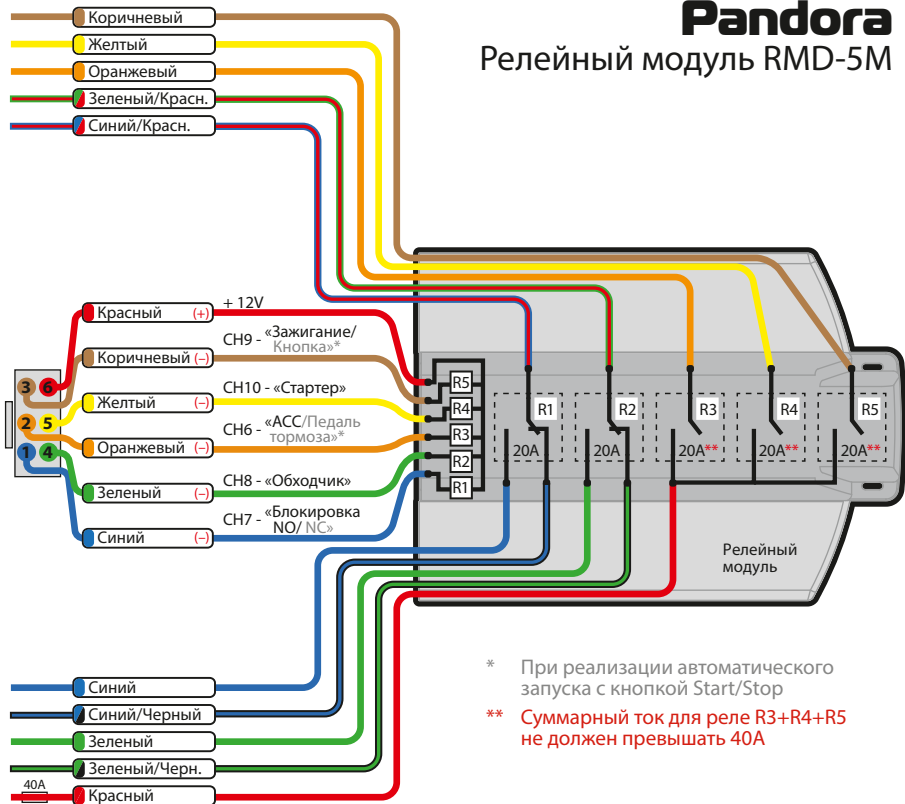 Pandora
Релейный модуль RMD-5M
Коричневый
Желтый
Оранжевый
Зеленый/Красн.
Синий/Красн.
Красный (+)
+ 12V
Коричневый (–)
CH9 - «Зажигание/
Кнопка»*
Желтый (–)
CH10 - «Стартер»
Оранжевый (–)
CH6 - «ACC/Педаль
тормоза»*
Зеленый (–)
CH8 - «Обходчик»
Синий (–)
CH7 - «Блокировка
NO/ NC»
3 6
2 5
1 4
R5
R4
R3
R2
R1
R1 R2 R3 R4 R5
20A 20A 20A** 20A** 20A**
Релейный
модуль
Синий
Синий/Черный
Зеленый
Зеленый/Черн.
40A
Красный
* При реализации автоматического
запуска с кнопкой Start/Stop
** Суммарный ток для реле R3+R4+R5
не должен превышать 40А